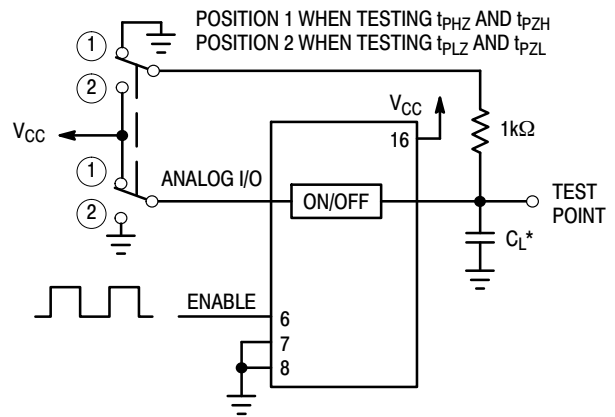 POSITION 1 WHEN TESTING tPHZ AND tPZH
POSITION 2 WHEN TESTING tPLZ AND tPZL
1
2
VCC
1
2
VCC
16
1kΩ
ANALOG I/O
ON/OFF
TEST
POINT
CL*
ENABLE
6
7
8